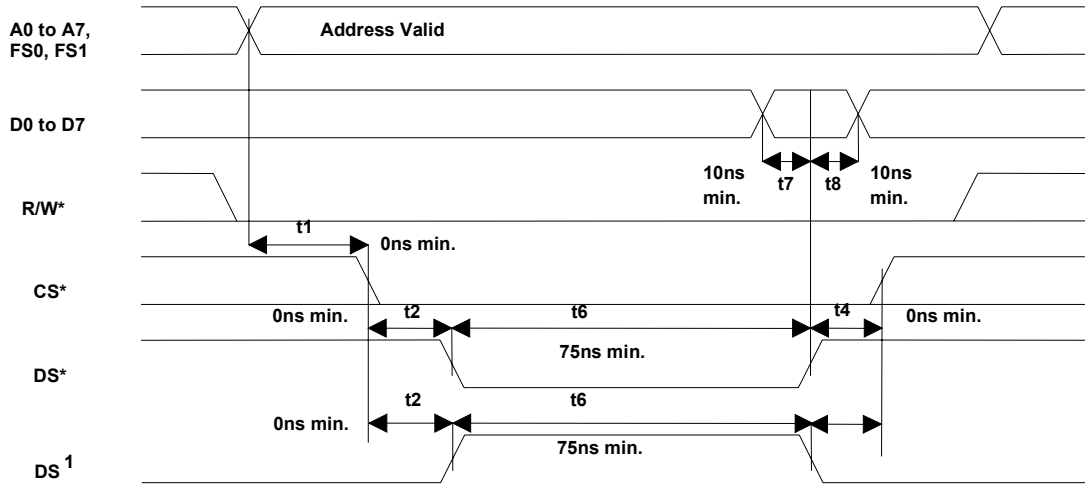 A0 to A7,
FS0, FS1
Address Valid
D0 to D7
10ns
min.
t7
t8
10ns
min.
R/W*
t1
0ns min.
CS*
0ns min.
t2
t6
t4
0ns min.
75ns min.
DS*
t2
t6
0ns min.
75ns min.
DS 1